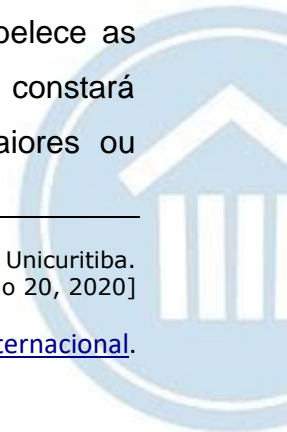 belece as
constará
aiores ou
Unicuritiba.
o 20, 2020]
ternacional.